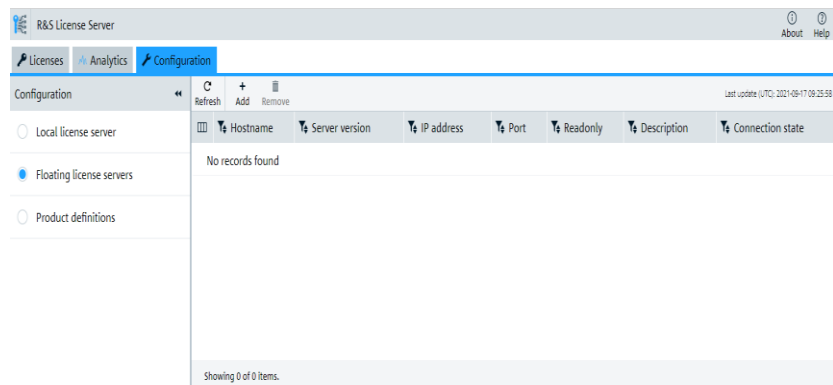 R&S License Server
About Help
Licenses Analytics Configuration
Configuration
Refresh Add Remove
Last update (UTC): 2021-09-17 09:25:58
Hostname Server version IP address Port Readonly Description Connection state
Local license server
No records found
Floating license servers
Product definitions
Showing 0 of 0 items.